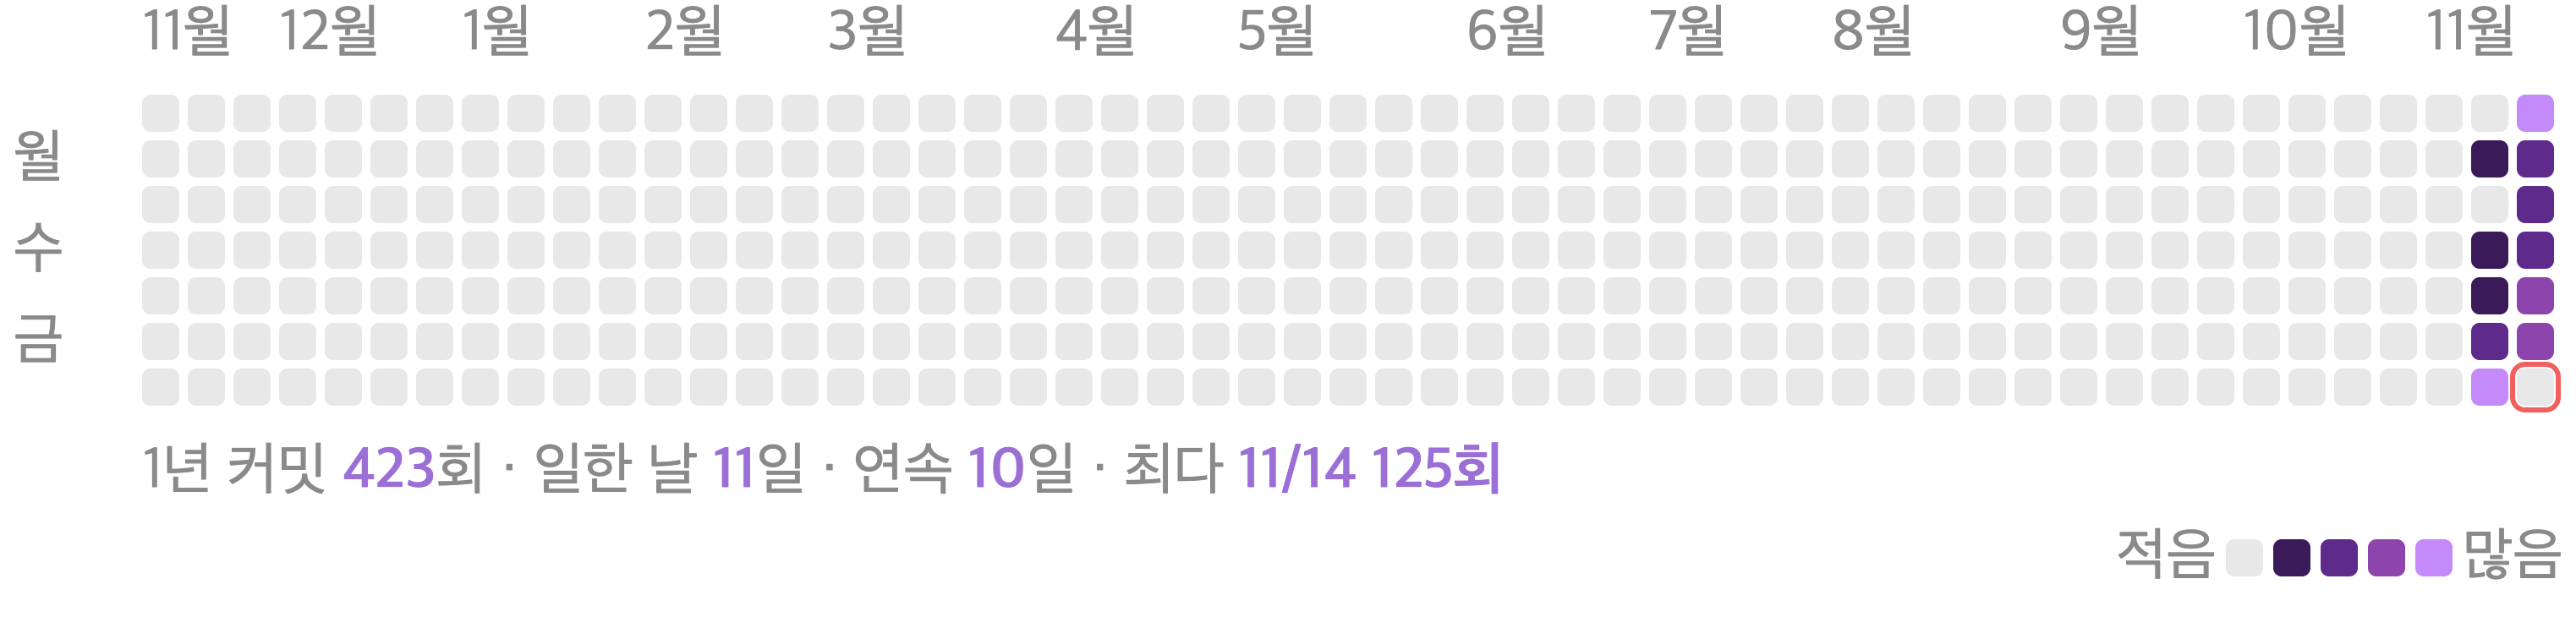 11월 12월 1월 2월 3월 4월 5월 6월 7월 8월 9월 10월 11월
월
수
금
1년 커밋 423회 · 일한 날 11일 · 연속 10일 · 최다 11/14 125회
적음 많음